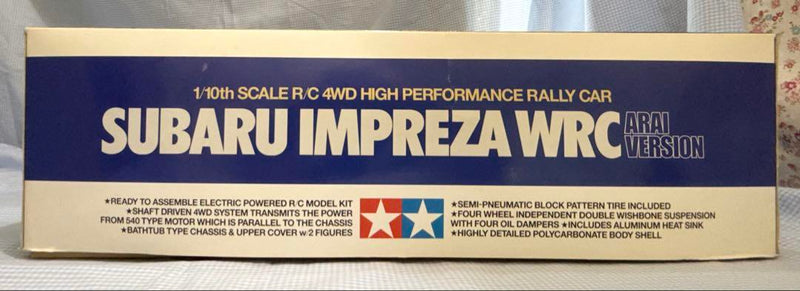 1/10th SCALE R/C 4WD HIGH PERFORMANCE RALLY CAR
SUBARU IMPREZA WRC ARAI VERSION
★READY TO ASSEMBLE ELECTRIC POWERED R/C MODEL KIT
★SHAFT DRIVEN 4WD SYSTEM TRANSMITS THE POWER
FROM 540 TYPE MOTOR WHICH IS PARALLEL TO THE CHASSIS
★BATHTUB TYPE CHASSIS & UPPER COVER w/2 FIGURES
★SEMI-PNEUMATIC BLOCK PATTERN TIRE INCLUDED
★FOUR WHEEL INDEPENDENT DOUBLE WISHBONE SUSPENSION
WITH FOUR OIL DAMPERS ★INCLUDES ALUMINUM HEAT SINK
★HIGHLY DETAILED POLYCARBONATE BODY SHELL